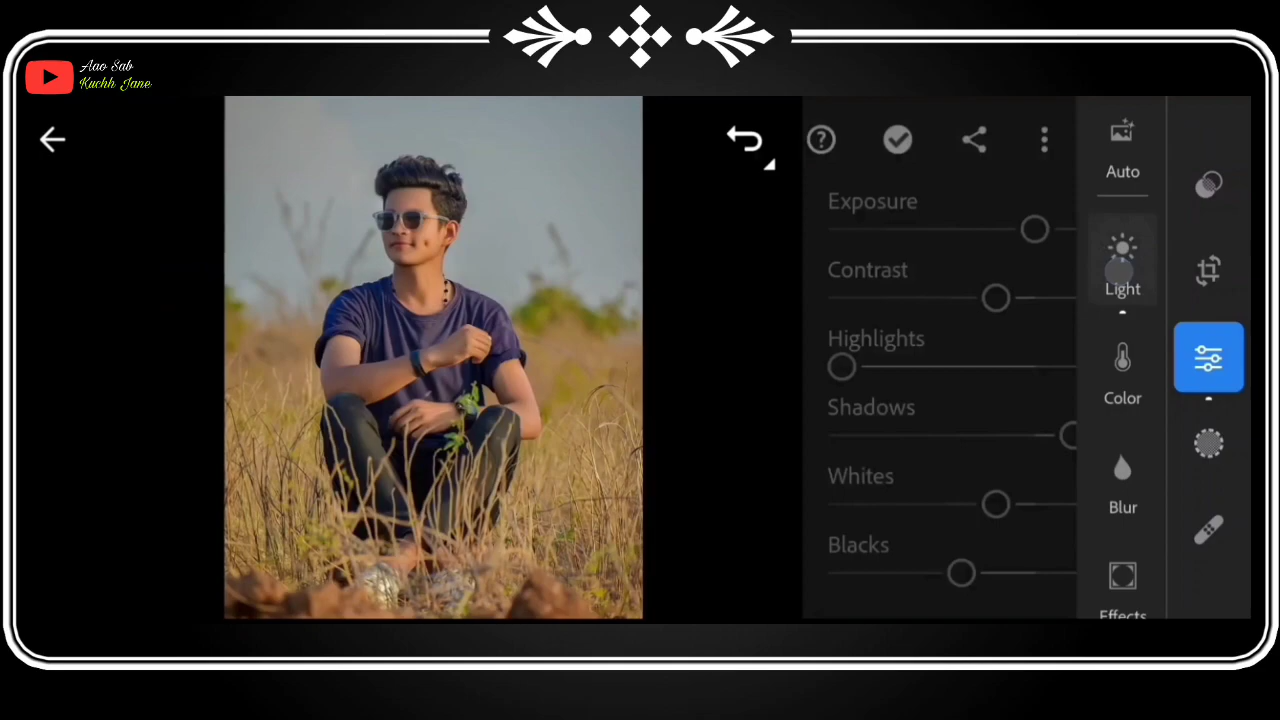 Aao Sab
Kuchh Jane
Auto
Exposure
Contrast
Light
Highlights
Color
Shadows
Whites
Blur
Blacks
Effects